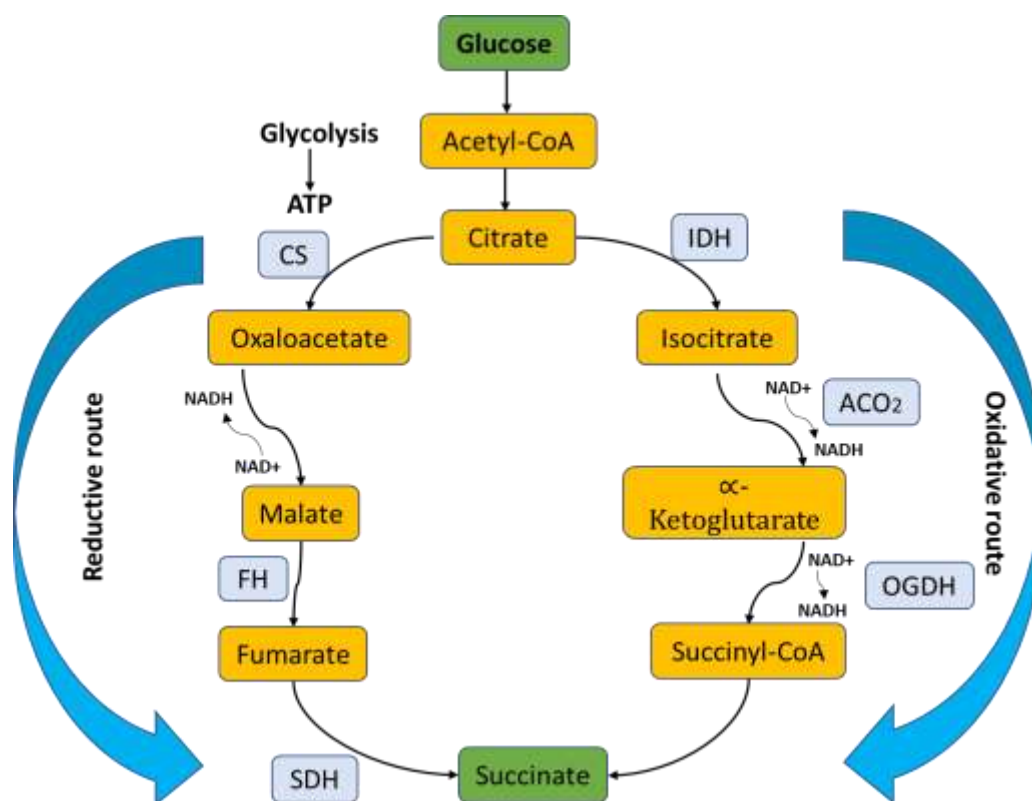 Glucose
Acetyl-CoA
Glycolysis
ATP
Citrate
CS
IDH
Oxaloacetate
Isocitrate
NADH
NAD+
NAD+
NADH
ACO2
Reductive route
Oxidative route
Malate
∝-
Ketoglutarate
FH
NAD+
NADH
OGDH
Fumarate
Succinyl-CoA
SDH
Succinate